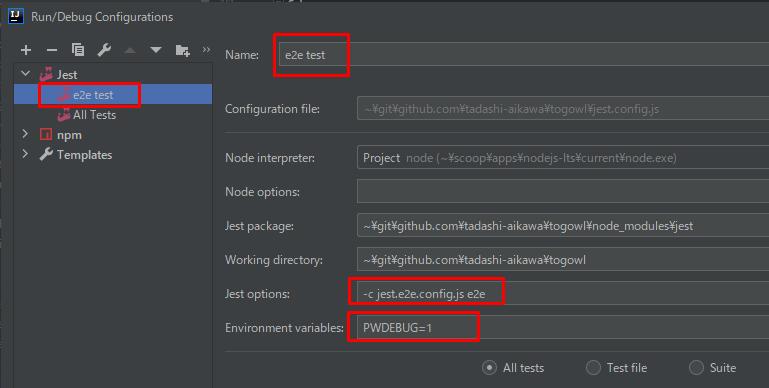 IJ Run/Debug Configurations
Name: e2e test
Jest
e2e test
All Tests
npm
Templates
Configuration file: ~¥git¥github.com¥tadashi-aikawa¥togowl¥jest.config.js
Node interpreter: Project node (~¥scoop¥apps¥nodejs-lts¥current¥node.exe)
Node options:
Jest package: ~¥git¥github.com¥tadashi-aikawa¥togowl¥node_modules¥jest
Working directory: ~¥git¥github.com¥tadashi-aikawa¥togowl
Jest options: -c jest.e2e.config.js e2e
Environment variables: PWDEBUG=1
All tests Test file Suite